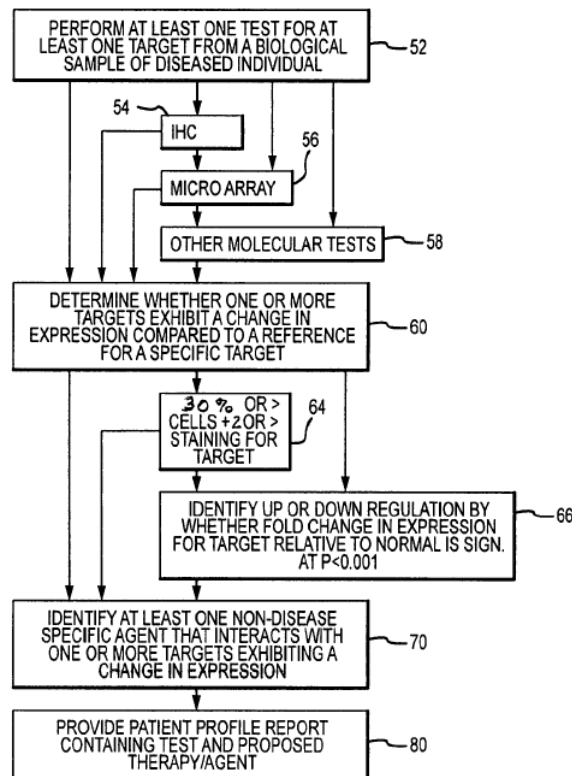 PERFORM AT LEAST ONE TEST FOR AT
LEAST ONE TARGET FROM A BIOLOGICAL
SAMPLE OF DISEASED INDIVIDUAL
52
54
IHC
56
MICRO ARRAY
OTHER MOLECULAR TESTS
58
DETERMINE WHETHER ONE OR MORE
TARGETS EXHIBIT A CHANGE IN
EXPRESSION COMPARED TO A REFERENCE
FOR A SPECIFIC TARGET
60
30% OR >
CELLS +2 OR >
STAINING FOR
TARGET
64
IDENTIFY UP OR DOWN REGULATION BY
WHETHER FOLD CHANGE IN EXPRESSION
FOR TARGET RELATIVE TO NORMAL IS SIGN.
AT P<0.001
66
IDENTIFY AT LEAST ONE NON-DISEASE
SPECIFIC AGENT THAT INTERACTS WITH
ONE OR MORE TARGETS EXHIBITING A
CHANGE IN EXPRESSION
70
PROVIDE PATIENT PROFILE REPORT
CONTAINING TEST AND PROPOSED
THERAPY/AGENT
80